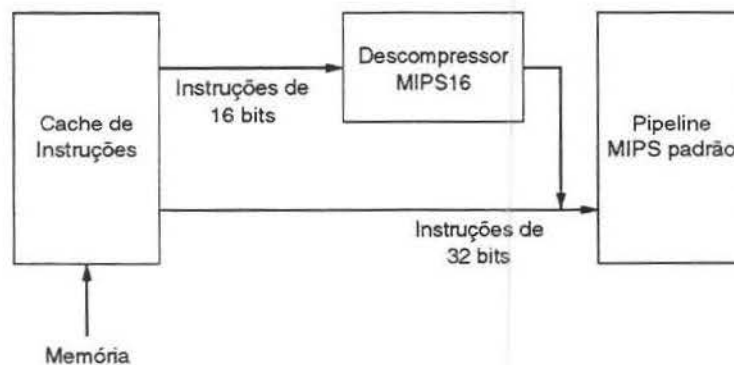 Cache de
Instruções
Instruções de
16 bits
Descompressor
MIPS16
Pipeline
MIPS padrão
Instruções de
32 bits
Memória